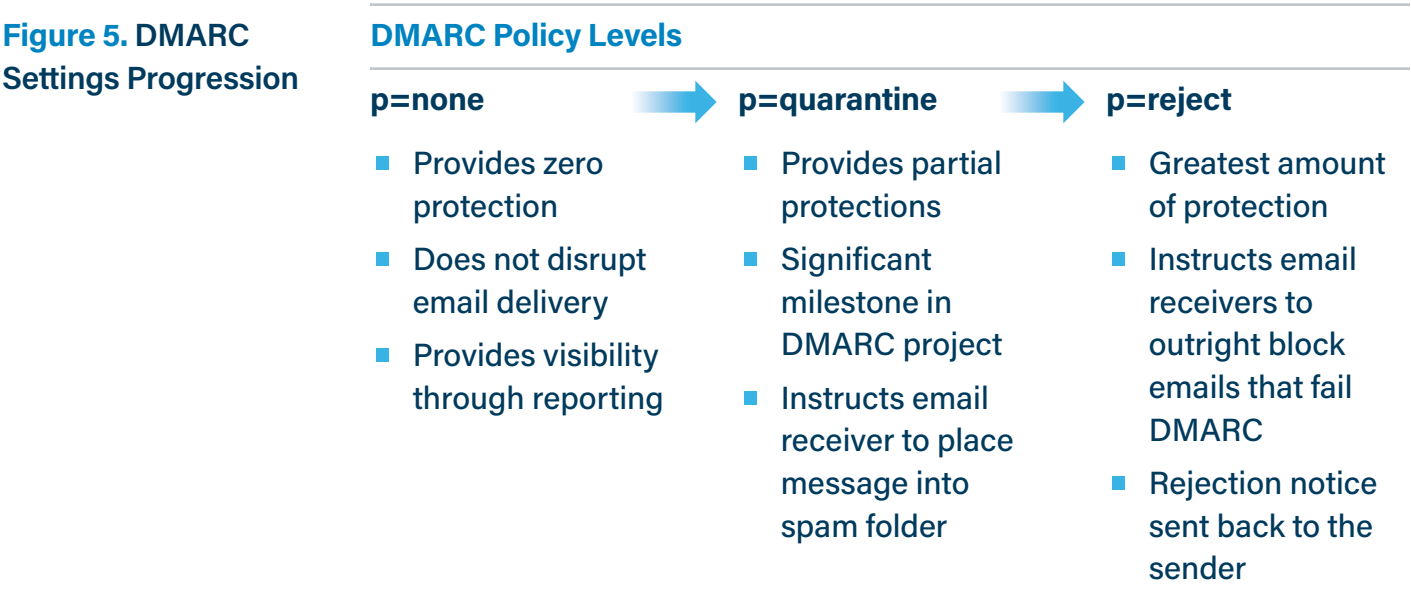 Figure 5. DMARC
Settings Progression
DMARC Policy Levels
p=none
Provides zero
protection
Does not disrupt
email delivery
Provides visibility
through reporting
p=quarantine
Provides partial
protections
Significant
milestone in
DMARC project
Instructs email
receiver to place
message into
spam folder
p=reject
Greatest amount
of protection
Instructs email
receivers to
outright block
emails that fail
DMARC
Rejection notice
sent back to the
sender